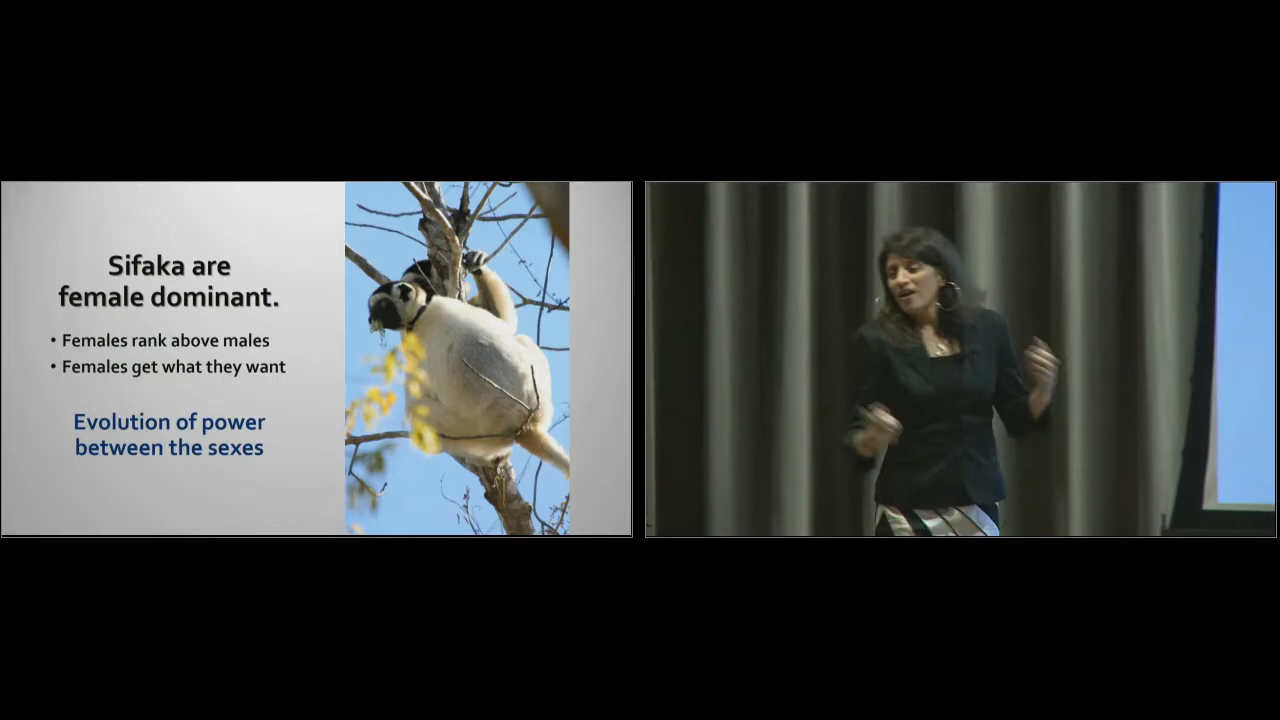 Sifaka are
female dominant.
• Females rank above males
• Females get what they want
Evolution of power
between the sexes